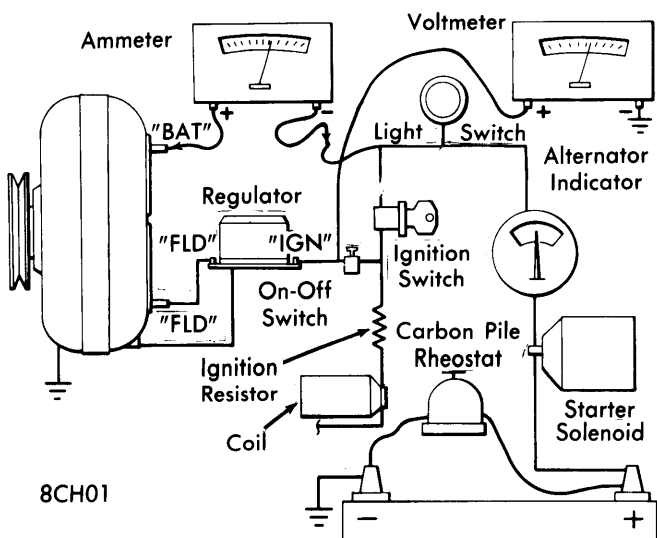 Ammeter
Voltmeter
+
-
+
-
"BAT"
Light
Switch
Alternator
Indicator
Regulator
"FLD"
"IGN"
Ignition
Switch
On-Off
Switch
"FLD"
Carbon Pile
Rheostat
Ignition
Resistor
Starter
Solenoid
Coil
8CH01
-
+